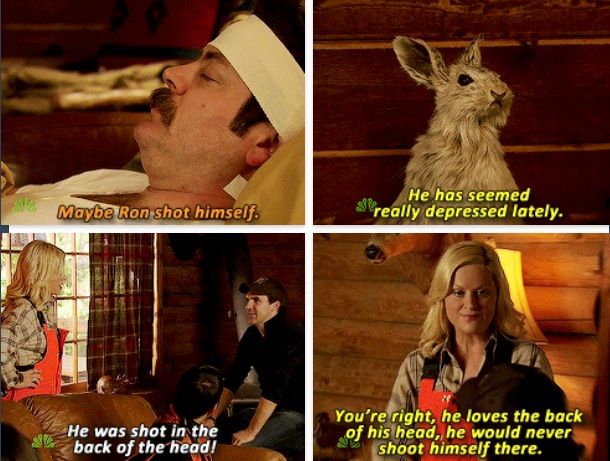 Maybe Ron shot himself.
He has seemed
really depressed lately.
He was shot in the
back of the head!
You're right, he loves the back
of his head, he would never
shoot himself there.